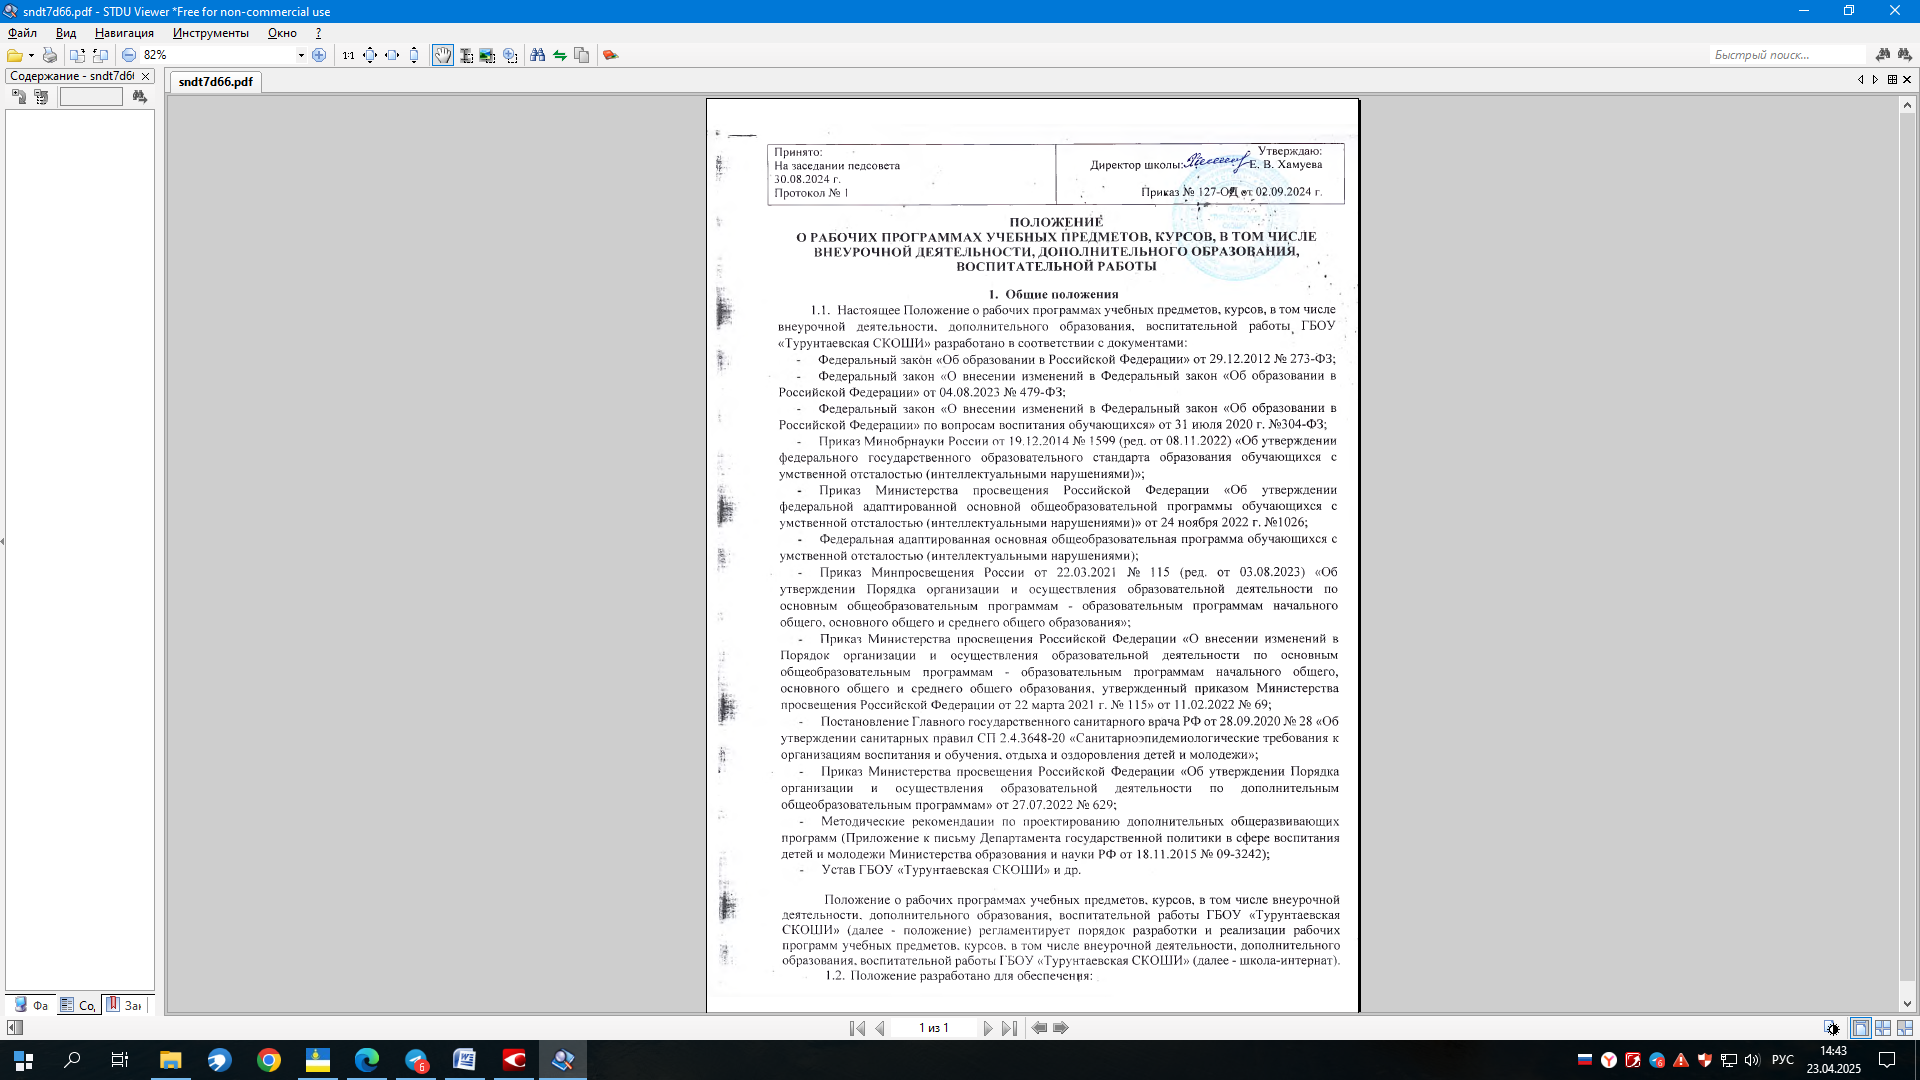 sndt7d66.pdf - STDU Viewer *Free for non-commercial use
Файл Вид Навигация Инструменты Окно ?
82%
1:1
Быстрый поиск...
Содержание - sndt7d66
sndt7d66.pdf
Принято:
На заседании педсовета
30.08.2024 г.
Протокол № 1
Утверждаю:
Директор школы: Е. В. Хамуева
Приказ № 127-ОД от 02.09.2024 г.
ПОЛОЖЕНИЕ
О РАБОЧИХ ПРОГРАММАХ УЧЕБНЫХ ПРЕДМЕТОВ, КУРСОВ, В ТОМ ЧИСЛЕ
ВНЕУРОЧНОЙ ДЕЯТЕЛЬНОСТИ, ДОПОЛНИТЕЛЬНОГО ОБРАЗОВАНИЯ,
ВОСПИТАТЕЛЬНОЙ РАБОТЫ
1. Общие положения
1.1. Настоящее Положение о рабочих программах учебных предметов, курсов, в том числе
внеурочной деятельности, дополнительного образования, воспитательной работы ГБОУ
«Турунтаевская СКОШИ» разработано в соответствии с документами:
- Федеральный закон «Об образовании в Российской Федерации» от 29.12.2012 № 273-ФЗ;
- Федеральный закон «О внесении изменений в Федеральный закон «Об образовании в
Российской Федерации» от 04.08.2023 № 479-ФЗ;
- Федеральный закон «О внесении изменений в Федеральный закон «Об образовании в
Российской Федерации» по вопросам воспитания обучающихся» от 31 июля 2020 г. №304-ФЗ;
- Приказ Минобрнауки России от 19.12.2014 № 1599 (ред. от 08.11.2022) «Об утверждении
федерального государственного образовательного стандарта образования обучающихся с
умственной отсталостью (интеллектуальными нарушениями)»;
- Приказ Министерства просвещения Российской Федерации «Об утверждении
федеральной адаптированной основной общеобразовательной программы обучающихся с
умственной отсталостью (интеллектуальными нарушениями)» от 24 ноября 2022 г. №1026;
- Федеральная адаптированная основная общеобразовательная программа обучающихся с
умственной отсталостью (интеллектуальными нарушениями);
- Приказ Минпросвещения России от 22.03.2021 № 115 (ред. от 03.08.2023) «Об
утверждении Порядка организации и осуществления образовательной деятельности по
основным общеобразовательным программам - образовательным программам начального
общего, основного общего и среднего общего образования»;
- Приказ Министерства просвещения Российской Федерации «О внесении изменений в
Порядок организации и осуществления образовательной деятельности по основным
общеобразовательным программам - образовательным программам начального общего,
основного общего и среднего общего образования, утвержденный приказом Министерства
просвещения Российской Федерации от 22 марта 2021 г. № 115» от 11.02.2022 № 69;
- Постановление Главного государственного санитарного врача РФ от 28.09.2020 № 28 «Об
утверждении санитарных правил СП 2.4.3648-20 «Санитарноэпидемиологические требования к
организациям воспитания и обучения, отдыха и оздоровления детей и молодежи»;
- Приказ Министерства просвещения Российской Федерации «Об утверждении Порядка
организации и осуществления образовательной деятельности по дополнительным
общеобразовательным программам» от 27.07.2022 № 629;
- Методические рекомендации по проектированию дополнительных общеразвивающих
программ (Приложение к письму Департамента государственной политики в сфере воспитания
детей и молодежи Министерства образования и науки РФ от 18.11.2015 № 09-3242);
- Устав ГБОУ «Турунтаевская СКОШИ» и др.
Положение о рабочих программах учебных предметов, курсов, в том числе внеурочной
деятельности, дополнительного образования, воспитательной работы ГБОУ «Турунтаевская
СКОШИ» (далее - положение) регламентирует порядок разработки и реализации рабочих
программ учебных предметов, курсов, в том числе внеурочной деятельности, дополнительного
образования, воспитательной работы ГБОУ «Турунтаевская СКОШИ» (далее - школа-интернат).
1.2. Положение разработано для обеспечения:
Фа Со, Зак
1 из 1
РУС
14:43
23.04.2025